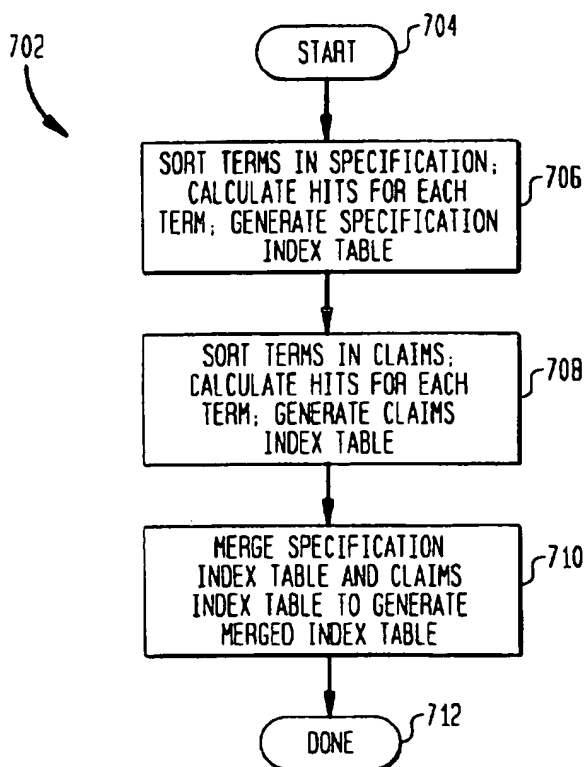 702
START
704
SORT TERMS IN SPECIFICATION;
CALCULATE HITS FOR EACH
TERM; GENERATE SPECIFICATION
INDEX TABLE
706
SORT TERMS IN CLAIMS;
CALCULATE HITS FOR EACH
TERM; GENERATE CLAIMS
INDEX TABLE
708
MERGE SPECIFICATION
INDEX TABLE AND CLAIMS
INDEX TABLE TO GENERATE
MERGED INDEX TABLE
710
DONE
712